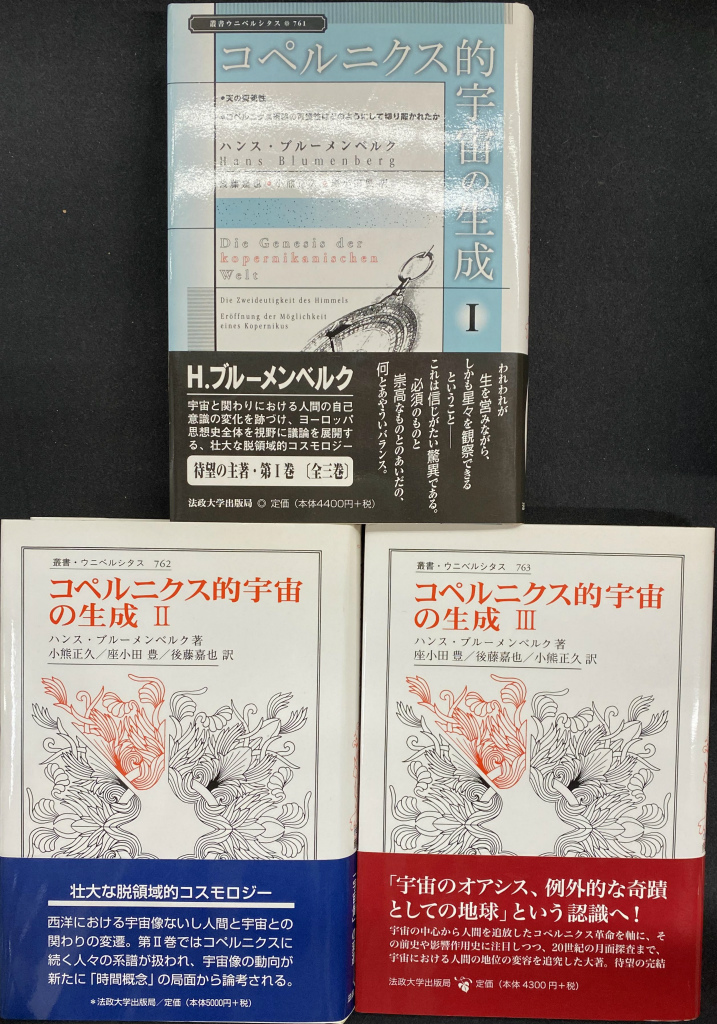 叢書・ウニベルシタス 761
コペルニクス的宇宙の生成 I
●天の両義性
●コペルニクス的
のようにして切り開かれたか
ハンス・ブルーメンベルク
Hans Blumenberg
Die Genesis der
kopernikanischen
Welt
Die Zweideutigkeit des Himmels
Eröffnung der Möglichkeit
eines Kopernikus
われわれが
生を営みながら、
しかも星々を観察できる
ということ――
これは信じがたい驚異である。
必須のものと
崇高なものとのあいだの、
何とあやういバランス。
H.ブルーメンベルク
宇宙と関わりにおける人間の自己
意識の変化を跡づけ、ヨーロッパ
思想史全体を視野に議論を展開す
る、壮大な脱領域的コスモロジー
待望の主著・第Ⅰ巻〔全三巻〕
法政大学出版局 ◎ 定価(本体4400円+税)
叢書・ウニベルシタス 762
コペルニクス的宇宙
の生成 Ⅱ
ハンス・ブルーメンベルク 著
小熊正久/座小田 豊/後藤嘉也 訳
壮大な脱領域的コスモロジー
西洋における宇宙像ないし人間と宇宙との
関わりの変遷。第Ⅱ巻ではコペルニクスに
続く人々の系譜が扱われ、宇宙像の動向が
新たに「時間概念」の局面から論考される。
*法政大学出版局/定価(本体5000円+税)
叢書・ウニベルシタス 763
コペルニクス的宇宙
の生成 Ⅲ
ハンス・ブルーメンベルク 著
座小田 豊/後藤嘉也/小熊正久 訳
「宇宙のオアシス、例外的な奇蹟
としての地球」という認識へ!
宇宙の中心から人間を追放したコペルニクス革命を軸に、そ
の前史や影響作用史に注目しつつ、20世紀の月面探査まで、
宇宙における人間の地位の変容を追究した大著。待望の完結
法政大学出版局 定価(本体 4300 円+税)